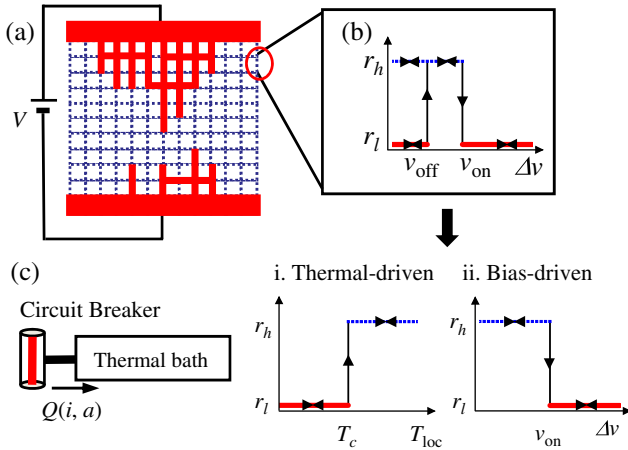 (a)
V
(b)
r_h
r_l
v_off v_on Δv
(c)
Circuit Breaker
Thermal bath
Q(i, a)
i. Thermal-driven
r_h
r_l
T_c T_loc
ii. Bias-driven
r_h
r_l
v_on Δv